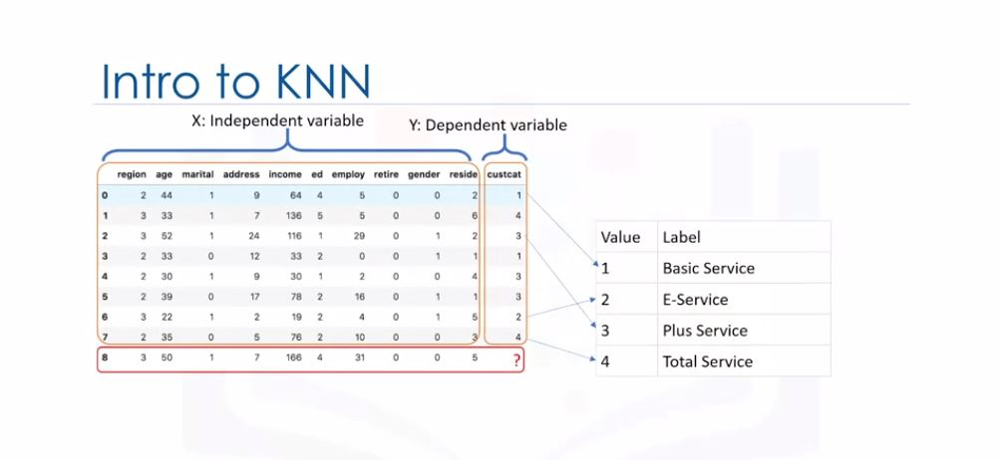 Intro to KNN
X: Independent variable
Y: Dependent variable
region age marital address income ed employ retire gender reside custcat
0 2 44 1 9 64 4 5 0 0 2 1
1 3 33 1 7 136 5 5 0 0 6 4
2 3 52 1 24 116 1 29 0 1 2 3
3 2 33 0 12 33 2 0 0 1 1 1
4 2 30 1 9 30 1 2 0 0 4 3
5 2 39 0 17 78 2 16 0 1 1 3
6 3 22 1 2 19 2 4 0 1 5 2
7 2 35 0 5 76 2 10 0 0 3 4
8 3 50 1 7 166 4 31 0 0 5 ?
Value Label
1 Basic Service
2 E-Service
3 Plus Service
4 Total Service